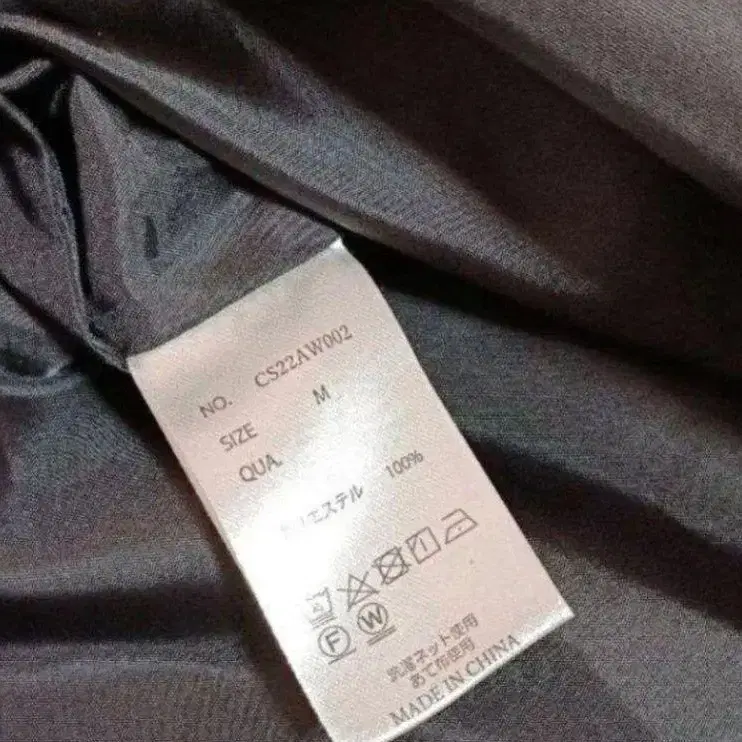 NO. CS22AW002
SIZE M
QUA.
ポリエステル 100%
F W
洗濯ネット使用
あて布使用
MADE IN CHINA